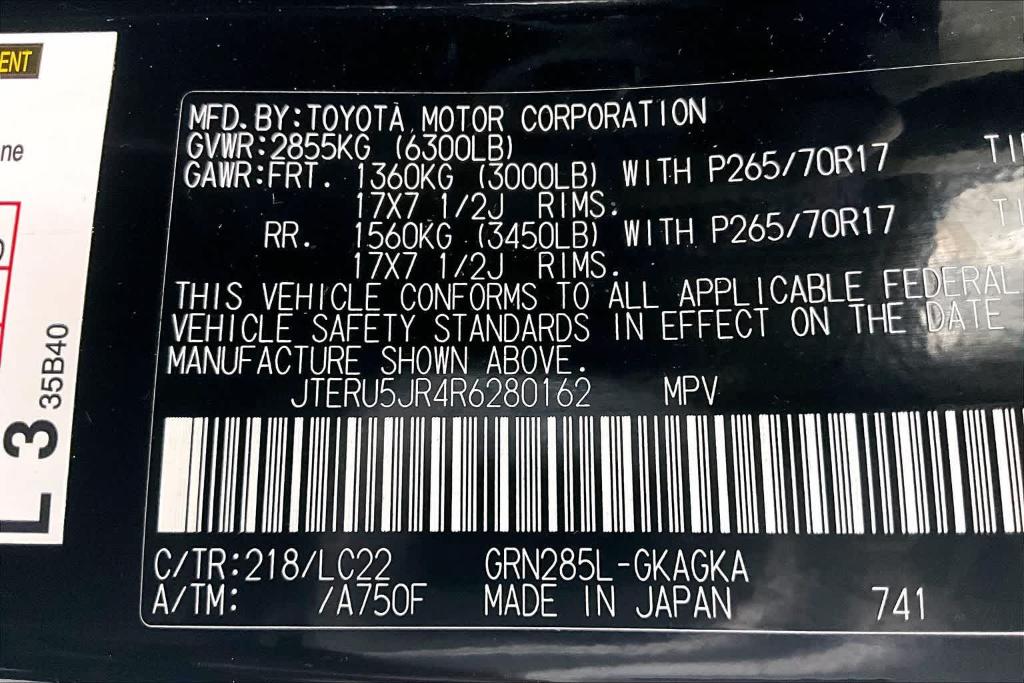 ENT
ne
L 3 35B40
MFD. BY:TOYOTA MOTOR CORPORATION
GVWR:2855KG (6300LB)
GAWR:FRT. 1360KG (3000LB) WITH P265/70R17 TI
17X7 1/2J RIMS.
RR. 1560KG (3450LB) WITH P265/70R17 TI
17X7 1/2J RIMS.
THIS VEHICLE CONFORMS TO ALL APPLICABLE FEDERAL
VEHICLE SAFETY STANDARDS IN EFFECT ON THE DATE
MANUFACTURE SHOWN ABOVE.
JTERU5JR4R6280162 MPV
C/TR:218/LC22 GRN285L-GKAGKA
A/TM: /A750F MADE IN JAPAN 741